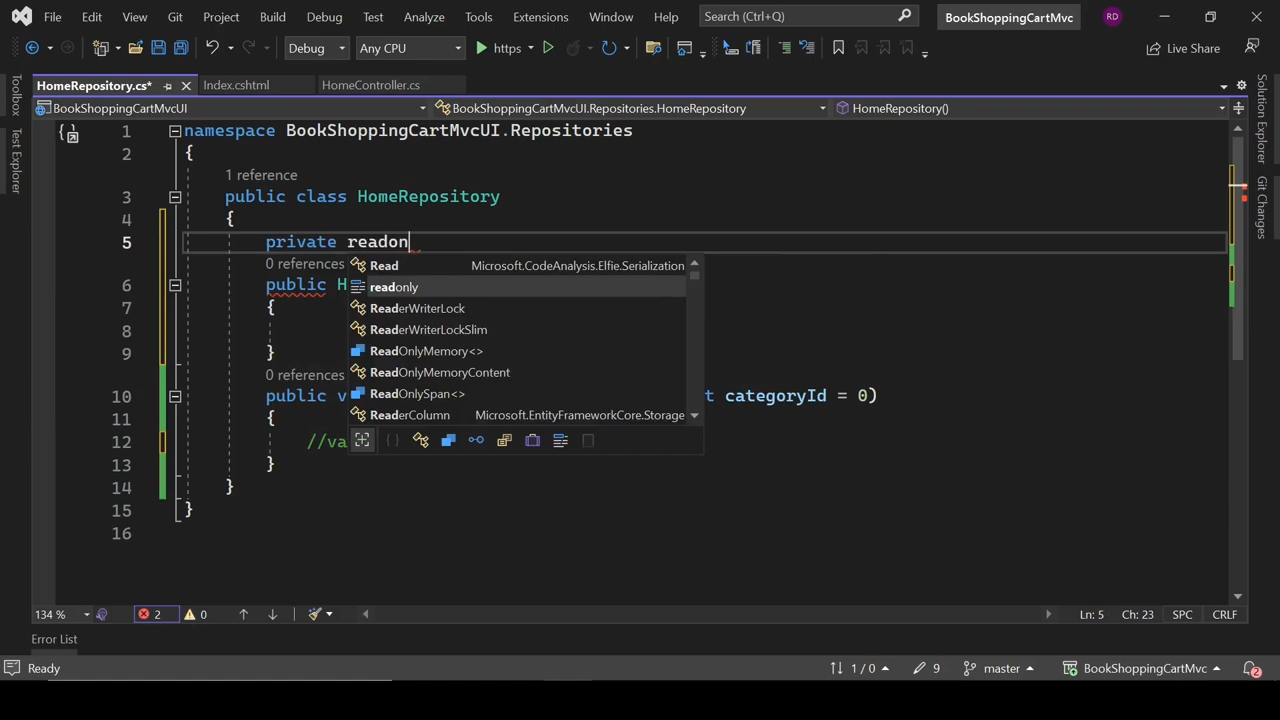 File Edit View Git Project Build Debug Test Analyze Tools Extensions Window Help Search (Ctrl+Q) BookShoppingCartMvc RD
Debug Any CPU https Live Share
HomeRepository.cs* Index.cshtml HomeController.cs
BookShoppingCartMvcUI BookShoppingCartMvcUI.Repositories.HomeRepository HomeRepository()
Toolbox
Test Explorer
Solution Explorer
Git Changes
1 namespace BookShoppingCartMvcUI.Repositories
2 {
1 reference
3 public class HomeRepository
4 {
5 private readon
0 references
6 public H
7 {
8
9 }
0 references
10 public v t categoryId = 0)
11 {
12 //va
13 }
14 }
15 }
16
Read Microsoft.CodeAnalysis.Elfie.Serialization
readonly
ReaderWriterLock
ReaderWriterLockSlim
ReadOnlyMemory<>
ReadOnlyMemoryContent
ReadOnlySpan<>
ReaderColumn Microsoft.EntityFrameworkCore.Storage
134 % 2 0 Ln: 5 Ch: 23 SPC CRLF
Error List
Ready 1 / 0 9 master BookShoppingCartMvc 2